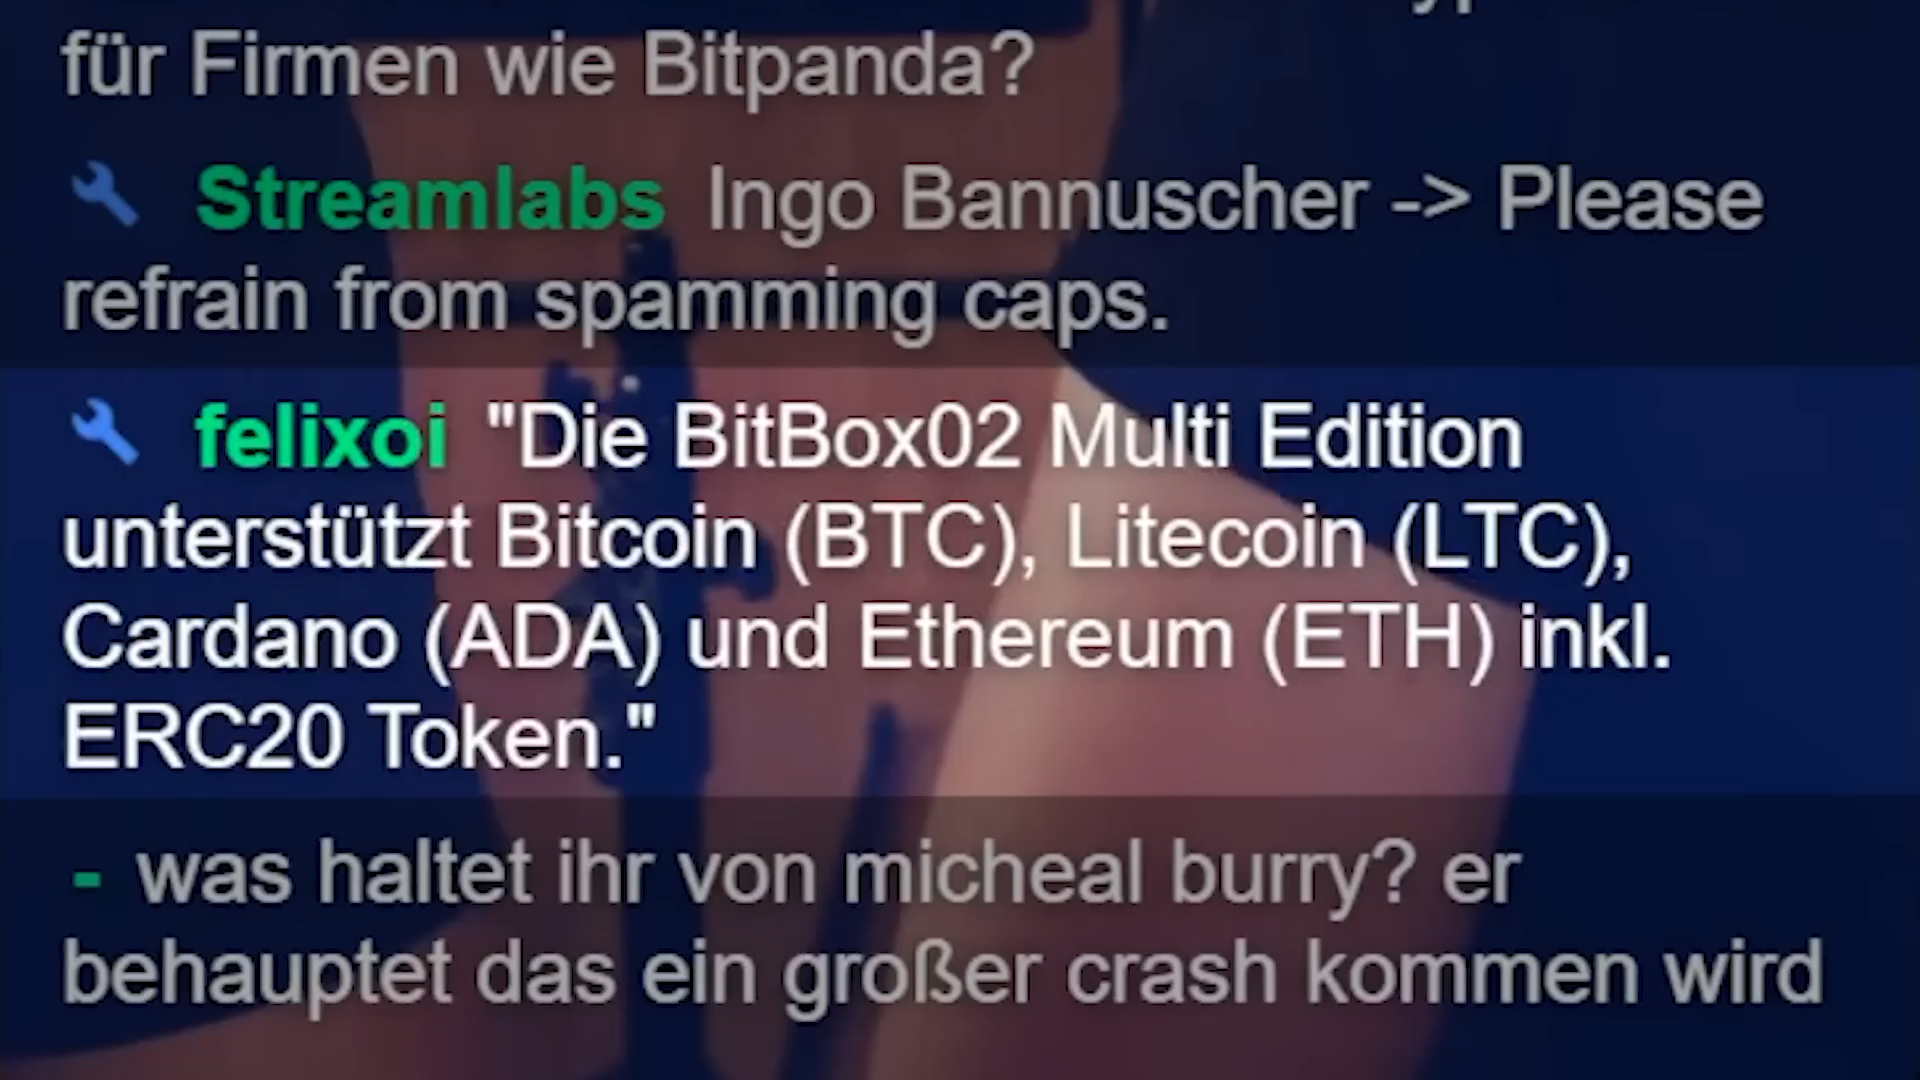 für Firmen wie Bitpanda?
Streamlabs Ingo Bannuscher -> Please
refrain from spamming caps.
felixoi "Die BitBox02 Multi Edition
unterstützt Bitcoin (BTC), Litecoin (LTC),
Cardano (ADA) und Ethereum (ETH) inkl.
ERC20 Token."
- was haltet ihr von micheal burry? er
behauptet das ein großer crash kommen wird